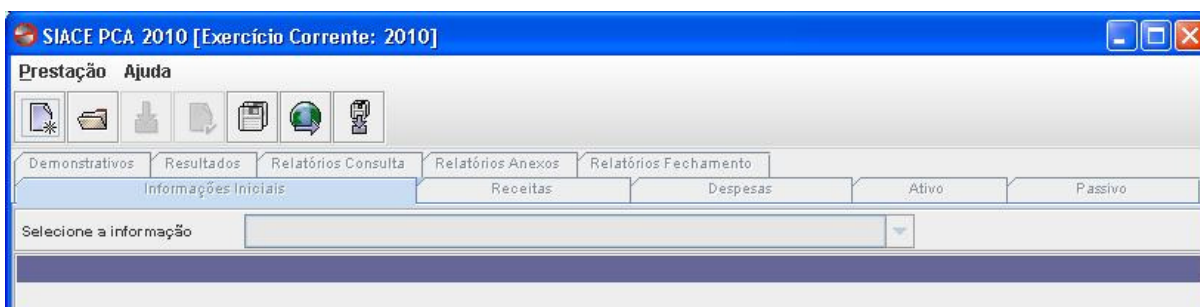 SIACE PCA 2010 [Exercício Corrente: 2010]
Prestação Ajuda
Demonstrativos Resultados Relatórios Consulta Relatórios Anexos Relatórios Fechamento
Informações Iniciais Receitas Despesas Ativo Passivo
Selecione a informação